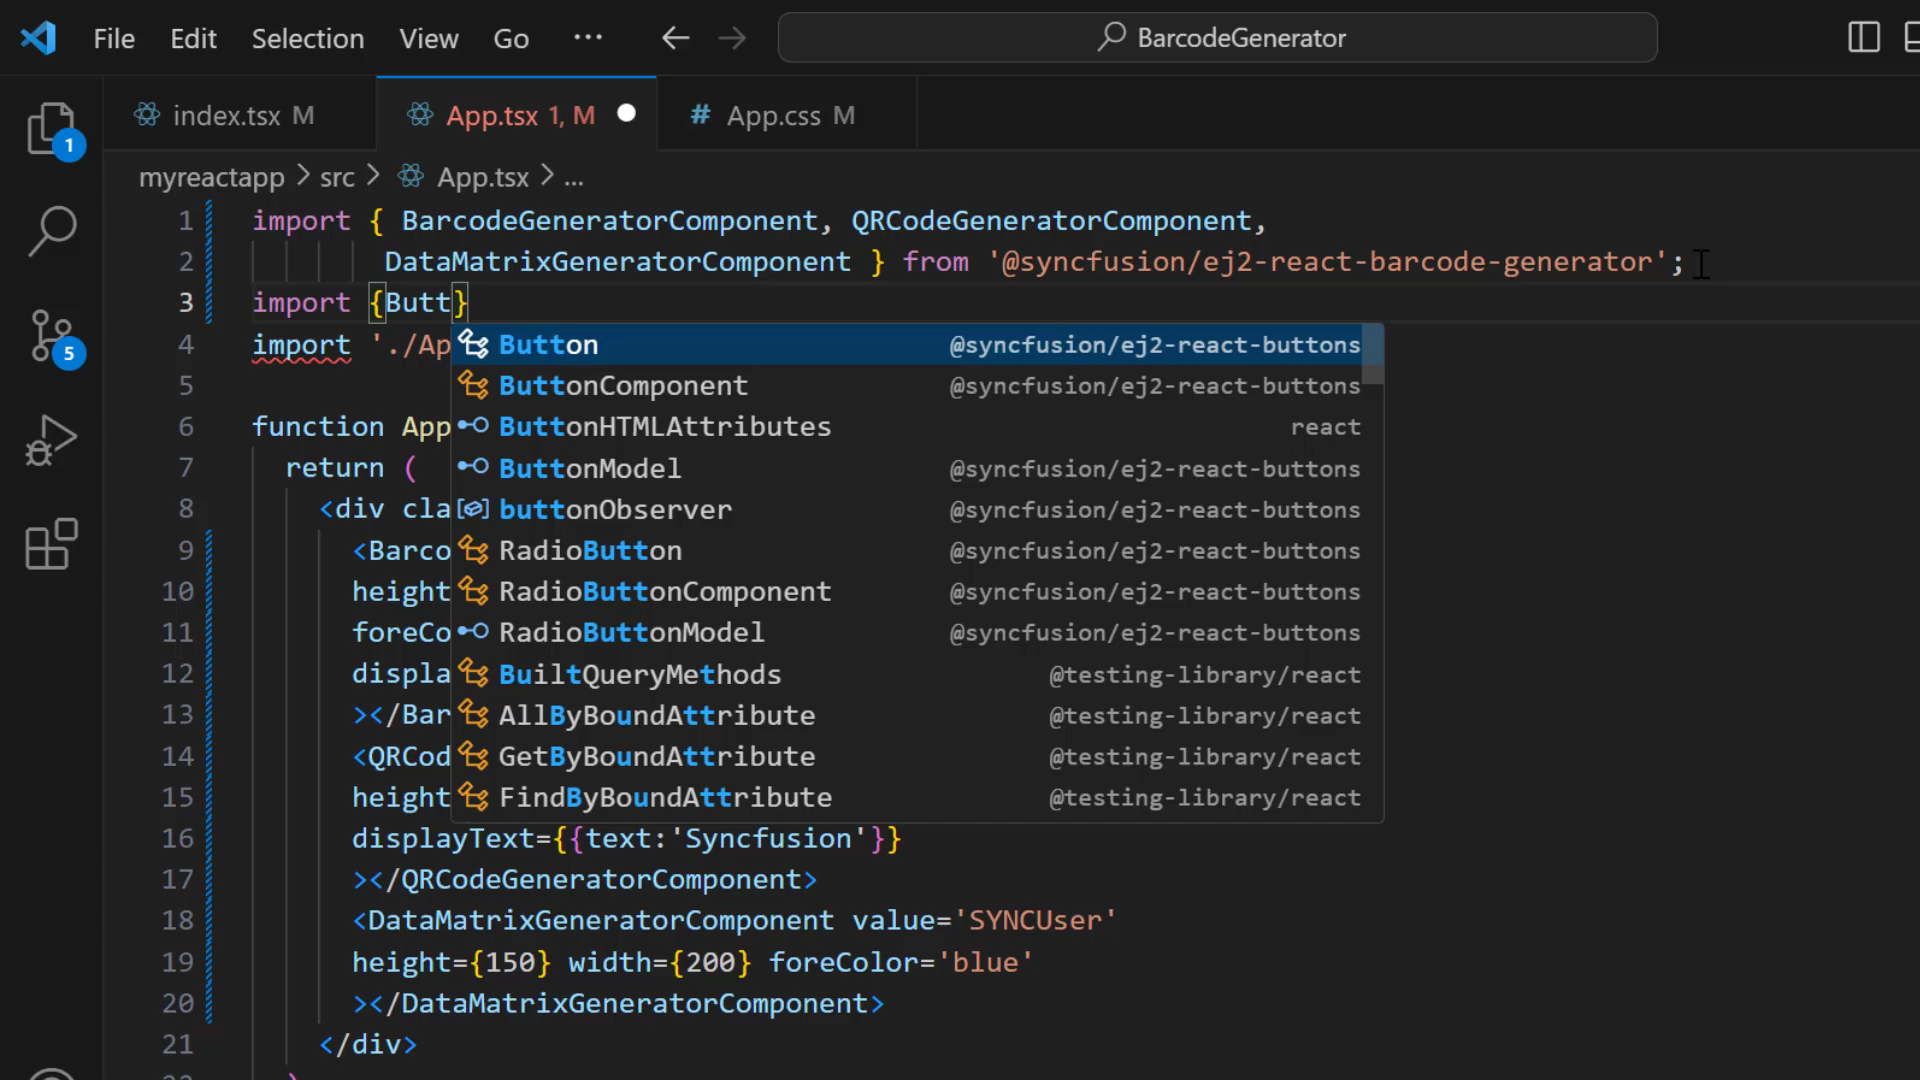 File Edit Selection View Go ··· BarcodeGenerator
index.tsx M App.tsx 1, M App.css M
1
myreactapp > src > App.tsx > ...
1 import { BarcodeGeneratorComponent, QRCodeGeneratorComponent,
2 DataMatrixGeneratorComponent } from '@syncfusion/ej2-react-barcode-generator';
3 import {Butt}
4 import './Ap
Button @syncfusion/ej2-react-buttons
5
5
ButtonComponent @syncfusion/ej2-react-buttons
6 function App
ButtonHTMLAttributes react
7 return (
ButtonModel @syncfusion/ej2-react-buttons
8 <div cla
buttonObserver @syncfusion/ej2-react-buttons
9 <Barco
RadioButton @syncfusion/ej2-react-buttons
10 height
RadioButtonComponent @syncfusion/ej2-react-buttons
11 foreCo
RadioButtonModel @syncfusion/ej2-react-buttons
12 displa
BuiltQueryMethods @testing-library/react
13 ></Bar
AllByBoundAttribute @testing-library/react
14 <QRCod
GetByBoundAttribute @testing-library/react
15 height
FindByBoundAttribute @testing-library/react
16 displayText={{text:'Syncfusion'}}
17 ></QRCodeGeneratorComponent>
18 <DataMatrixGeneratorComponent value='SYNCUser'
19 height={150} width={200} foreColor='blue'
20 ></DataMatrixGeneratorComponent>
21 </div>